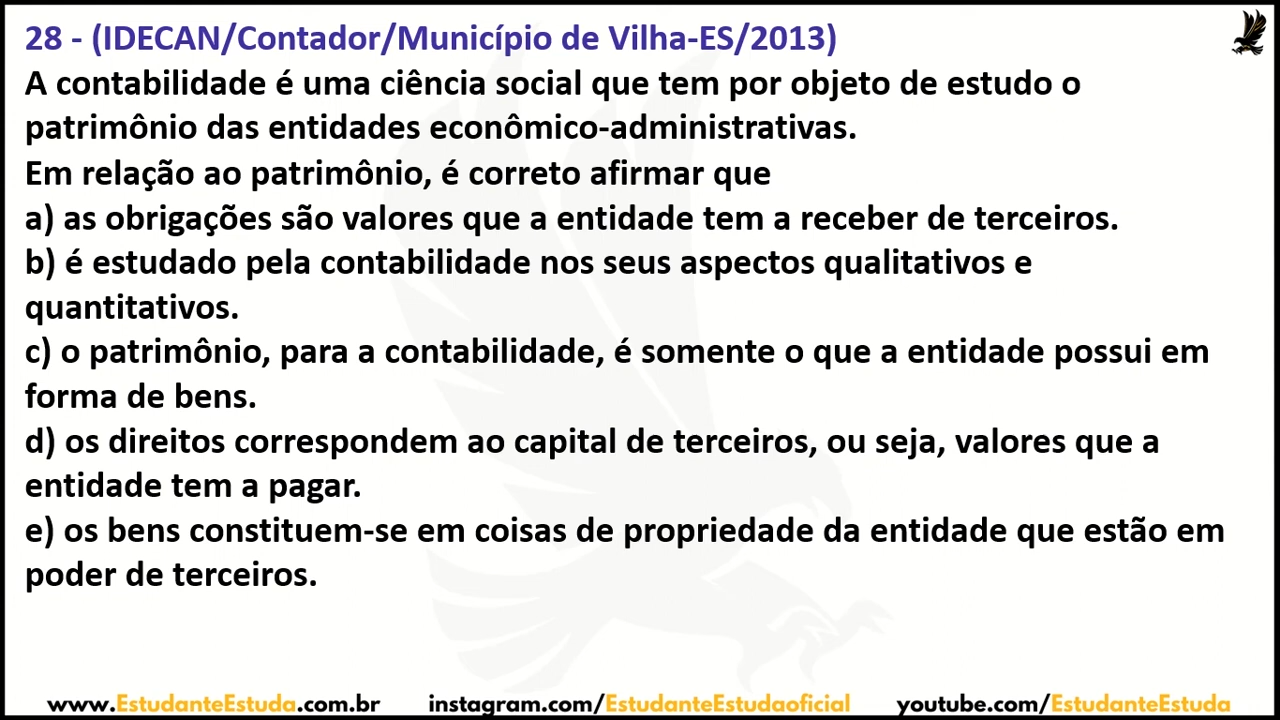 28 - (IDECAN/Contador/Município de Vilha-ES/2013)
A contabilidade é uma ciência social que tem por objeto de estudo o
patrimônio das entidades econômico-administrativas.
Em relação ao patrimônio, é correto afirmar que
a) as obrigações são valores que a entidade tem a receber de terceiros.
b) é estudado pela contabilidade nos seus aspectos qualitativos e
quantitativos.
c) o patrimônio, para a contabilidade, é somente o que a entidade possui em
forma de bens.
d) os direitos correspondem ao capital de terceiros, ou seja, valores que a
entidade tem a pagar.
e) os bens constituem-se em coisas de propriedade da entidade que estão em
poder de terceiros.
www.EstudanteEstuda.com.br instagram.com/EstudanteEstudaoficial youtube.com/EstudanteEstuda